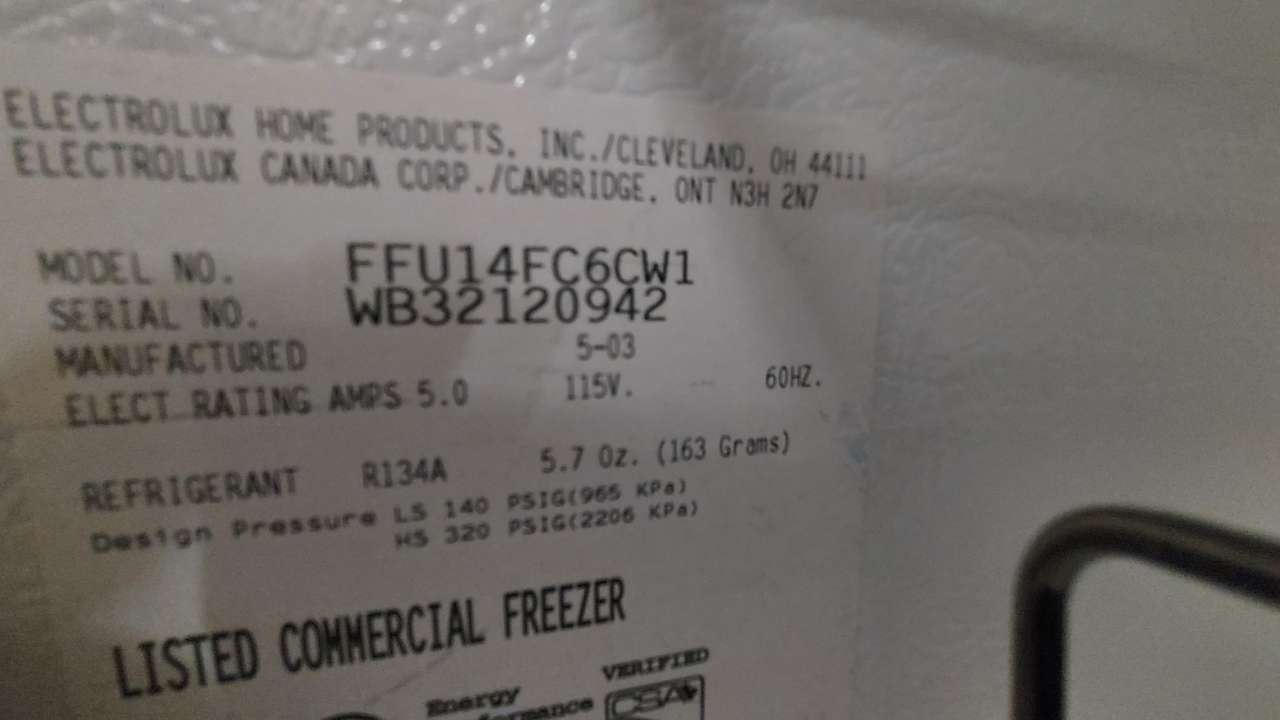 ELECTROLUX HOME PRODUCTS, INC./CLEVELAND, OH 44111
ELECTROLUX CANADA CORP./CAMBRIDGE, ONT N3H 2N7
MODEL NO. FFU14FC6CW1
SERIAL NO. WB32120942
MANUFACTURED 5-03
ELECT RATING AMPS 5.0 115V. 60HZ.
REFRIGERANT R134A 5.7 Oz. (163 Grams)
Design Pressure LS 140 PSIG(965 KPa)
HS 320 PSIG(2206 KPa)
LISTED COMMERCIAL FREEZER
VERIFIED
Energy
CSA